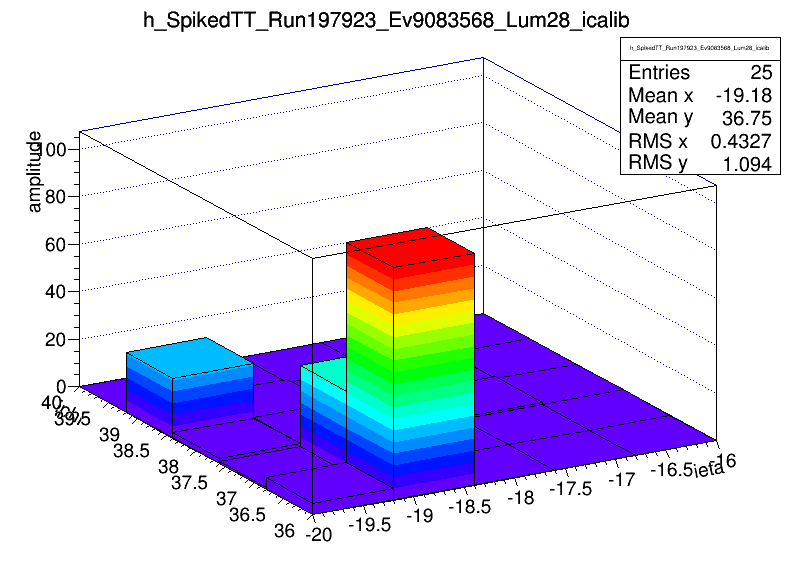 h_SpikedTT_Run197923_Ev9083568_Lum28_icalib
h_SpikedTT_Run197923_Ev9083568_Lum28_icalib
Entries 25
Mean x -19.18
Mean y 36.75
RMS x 0.4327
RMS y 1.094
amplitude
100
80
60
40
20
0
40
39.5
39
38.5
38
37.5
37
36.5
36
-20
-19.5
-19
-18.5
-18
-17.5
-17
-16.5
-16
ieta